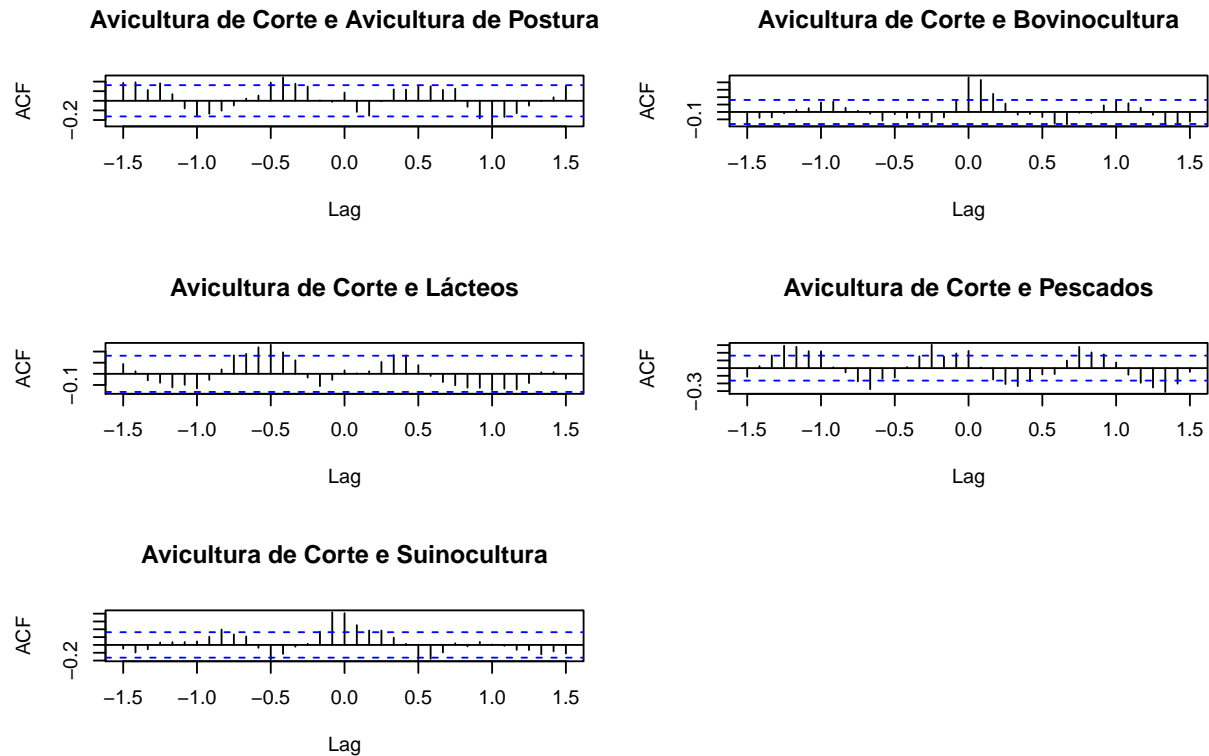 Avicultura de Corte e Avicultura de Postura
ACF
−0.2
−1.5 −1.0 −0.5 0.0 0.5 1.0 1.5
Lag
Avicultura de Corte e Bovinocultura
ACF
−0.1
−1.5 −1.0 −0.5 0.0 0.5 1.0 1.5
Lag
Avicultura de Corte e Lácteos
ACF
−0.1
−1.5 −1.0 −0.5 0.0 0.5 1.0 1.5
Lag
Avicultura de Corte e Pescados
ACF
−0.3
−1.5 −1.0 −0.5 0.0 0.5 1.0 1.5
Lag
Avicultura de Corte e Suinocultura
ACF
−0.2
−1.5 −1.0 −0.5 0.0 0.5 1.0 1.5
Lag